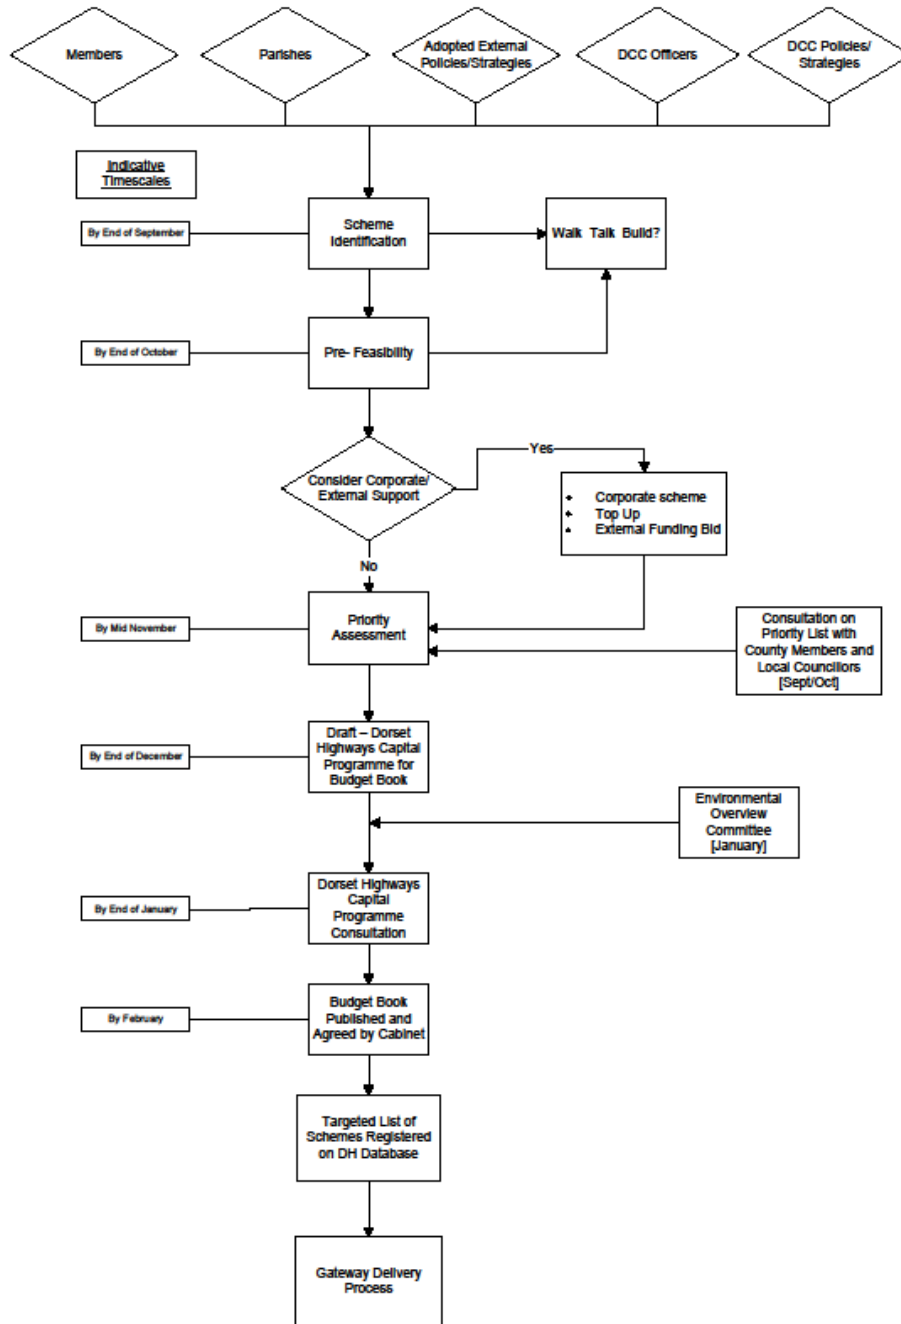 Members
Parishes
Adopted External
Policies/Strategies
DCC Officers
DCC Policies/
Strategies
Indicative
Timescales
By End of September
Scheme
Identification
Walk Talk Build?
By End of October
Pre- Feasibility
Yes
Consider Corporate/
External Support
• Corporate scheme
• Top Up
• External Funding Bid
No
By Mid November
Priority
Assessment
Consultation on
Priority List with
County Members and
Local Councillors
[Sept/Oct]
By End of December
Draft – Dorset
Highways Capital
Programme for
Budget Book
Environmental
Overview
Committee
[January]
By End of January
Dorset Highways
Capital
Programme
Consultation
By February
Budget Book
Published and
Agreed by Cabinet
Targeted List of
Schemes Registered
on DH Database
Gateway Delivery
Process